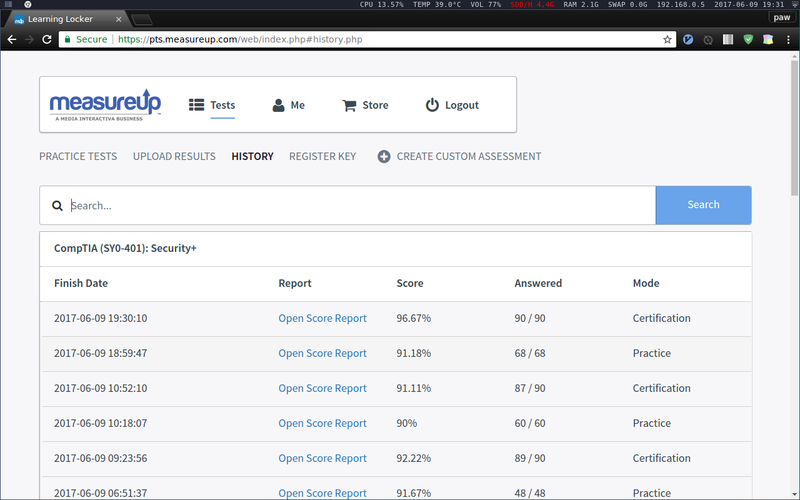 CPU 13.57% TEMP 39.0°C VOL 77% SDD/H 4.4G RAM 2.1G SWAP 0.0G 192.168.0.5 2017-06-09 19:31
Learning Locker
paw
Secure https://pts.measureup.com/web/index.php#history.php
measureup
A MEDIA INTERACTIVA BUSINESS
Tests Me Store Logout
PRACTICE TESTS UPLOAD RESULTS HISTORY REGISTER KEY CREATE CUSTOM ASSESSMENT
Search... Search
CompTIA (SY0-401): Security+
Finish Date Report Score Answered Mode
2017-06-09 19:30:10 Open Score Report 96.67% 90 / 90 Certification
2017-06-09 18:59:47 Open Score Report 91.18% 68 / 68 Practice
2017-06-09 10:52:10 Open Score Report 91.11% 87 / 90 Certification
2017-06-09 10:18:07 Open Score Report 90% 60 / 60 Practice
2017-06-09 09:23:56 Open Score Report 92.22% 89 / 90 Certification
2017-06-09 06:51:37 Open Score Report 91.67% 48 / 48 Practice